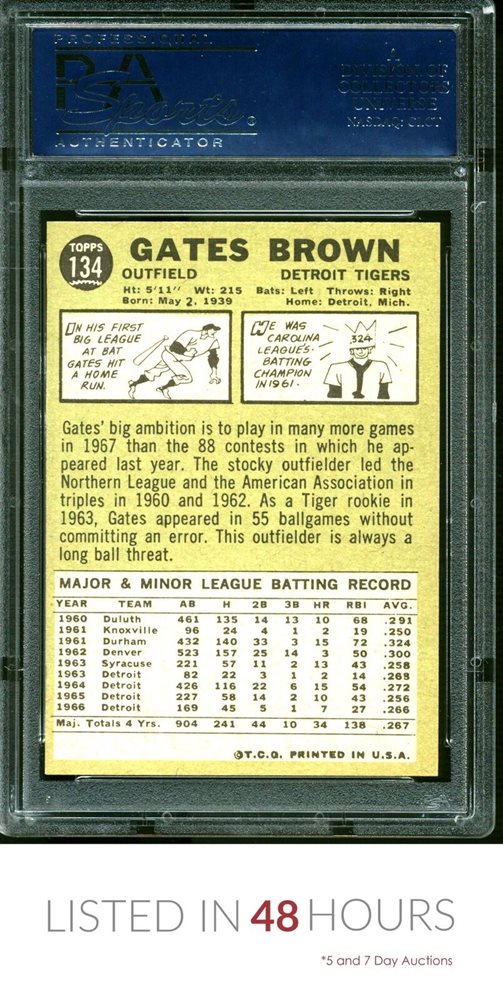 PROFESSIONAL
PSA
Sports
AUTHENTICATOR
A
DIVISION OF
COLLECTORS
UNIVERSE
NASDAQ: CLCT
TOPPS
134
GATES BROWN
OUTFIELD DETROIT TIGERS
Ht: 5'11" Wt: 215 Bats: Left Throws: Right
Born: May 2, 1939 Home: Detroit, Mich.
IN HIS FIRST
BIG LEAGUE
AT BAT
GATES HIT
A HOME
RUN.
HE WAS
CAROLINA
LEAGUE'S
BATTING
CHAMPION
IN 1961.
324
Gates' big ambition is to play in many more games
in 1967 than the 88 contests in which he ap-
peared last year. The stocky outfielder led the
Northern League and the American Association in
triples in 1960 and 1962. As a Tiger rookie in
1963, Gates appeared in 55 ballgames without
committing an error. This outfielder is always a
long ball threat.
MAJOR & MINOR LEAGUE BATTING RECORD
YEAR TEAM AB H 2B 3B HR RBI AVG.
1960 Duluth 461 135 14 13 10 68 .291
1961 Knoxville 96 24 4 1 2 19 .250
1961 Durham 432 140 33 3 15 72 .324
1962 Denver 523 157 25 14 3 50 .300
1963 Syracuse 221 57 11 2 13 43 .258
1963 Detroit 82 22 3 1 2 14 .268
1964 Detroit 426 116 22 6 15 54 .272
1965 Detroit 227 58 14 2 10 43 .256
1966 Detroit 169 45 5 1 7 27 .266
Maj. Totals 4 Yrs. 904 241 44 10 34 138 .267
©T.C.G. PRINTED IN U.S.A.
LISTED IN 48 HOURS
*5 and 7 Day Auctions